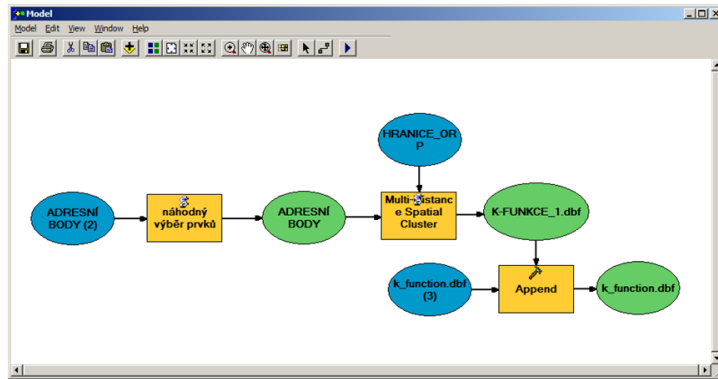 Model
Model Edit View Window Help
HRANICE_OR
P
ADRESNÍ
BODY (2)
náhodný
výběr prvků
ADRESNÍ
BODY
Multi-Distanc
e Spatial
Cluster
K-FUNKCE_1.dbf
k_function.dbf
(3)
Append
k_function.dbf